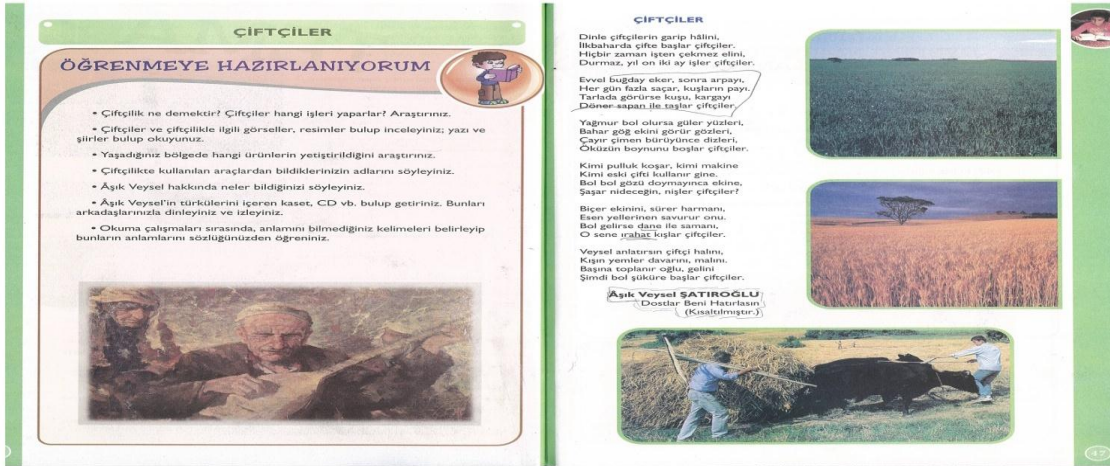 ÇİFTÇİLER
ÖĞRENMEYE HAZIRLANIYORUM
• Çiftçilik ne demektir? Çiftçiler hangi işleri yaparlar? Araştırınız.
• Çiftçiler ve çiftçilikle ilgili görseller, resimler bulup inceleyiniz; yazı ve
şiirler bulup okuyunuz.
• Yaşadığınız bölgede hangi ürünlerin yetiştirildiğini araştırınız.
• Çiftçilikte kullanılan araçlardan bildiklerinizin adlarını söyleyiniz.
• Âşık Veysel hakkında neler bildiğinizi söyleyiniz.
• Âşık Veysel'in türkülerini içeren kaset, CD vb. bulup getiriniz. Bunları
arkadaşlarınızla dinleyiniz ve izleyiniz.
• Okuma çalışmaları sırasında, anlamını bilmediğiniz kelimeleri belirleyip
bunların anlamlarını sözlüğünüzden öğreniniz.
ÇİFTÇİLER
Dinle çiftçilerin garip hâlini,
İlkbaharda çifte başlar çiftçiler.
Hiçbir zaman işten çekmez elini,
Durmaz, yıl on iki ay işler çiftçiler.
Evvel buğday eker, sonra arpayı,
Her gün fazla saçar, kuşların payı.
Tarlada görürse kuşu, kargayı
Döner sapan ile taşlar çiftçiler.
Yağmur bol olursa güler yüzleri,
Bahar göğ ekini görür gözleri,
Çayır çimen bürüyünce dizleri,
Öküzün boynunu boşlar çiftçiler.
Kimi pulluk koşar, kimi makine
Kimi eski çifti kullanır gine.
Bol bol gözü doymayınca ekine,
Şaşar nideceğin, nişler çiftçiler?
Biçer ekinini, sürer harmanı,
Esen yellerinen savurur onu.
Bol gelirse dane ile samanı,
O sene ırahat kışlar çiftçiler.
Veysel anlatırsın çiftçi halını,
Kışın yemler davarını, malını.
Başına toplanır oğlu, gelini
Şimdi bol şüküre başlar çiftçiler.
Âşık Veysel ŞATIROĞLU
Dostlar Beni Hatırlasın
(Kısaltılmıştır.)
47